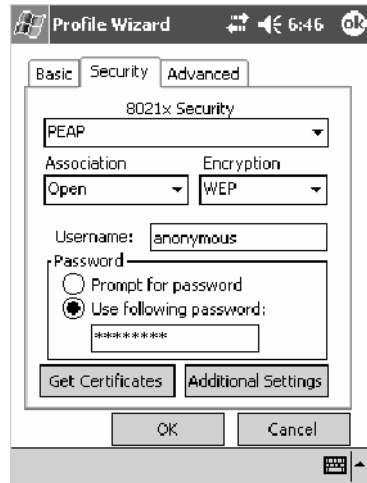 Profile Wizard 6:46 ok
Basic Security Advanced
8021x Security
PEAP
Association Encryption
Open WEP
Username: anonymous
Password
Prompt for password
Use following password:
********
Get Certificates Additional Settings
OK Cancel